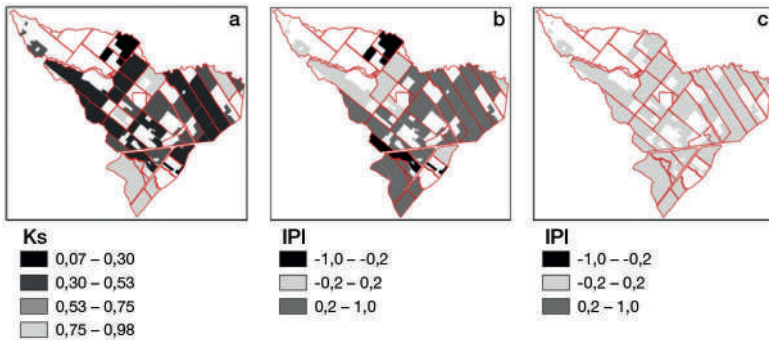 a
b
c
Ks
0,07 – 0,30
0,30 – 0,53
0,53 – 0,75
0,75 – 0,98
IPI
-1,0 – -0,2
-0,2 – 0,2
0,2 – 1,0
IPI
-1,0 – -0,2
-0,2 – 0,2
0,2 – 1,0